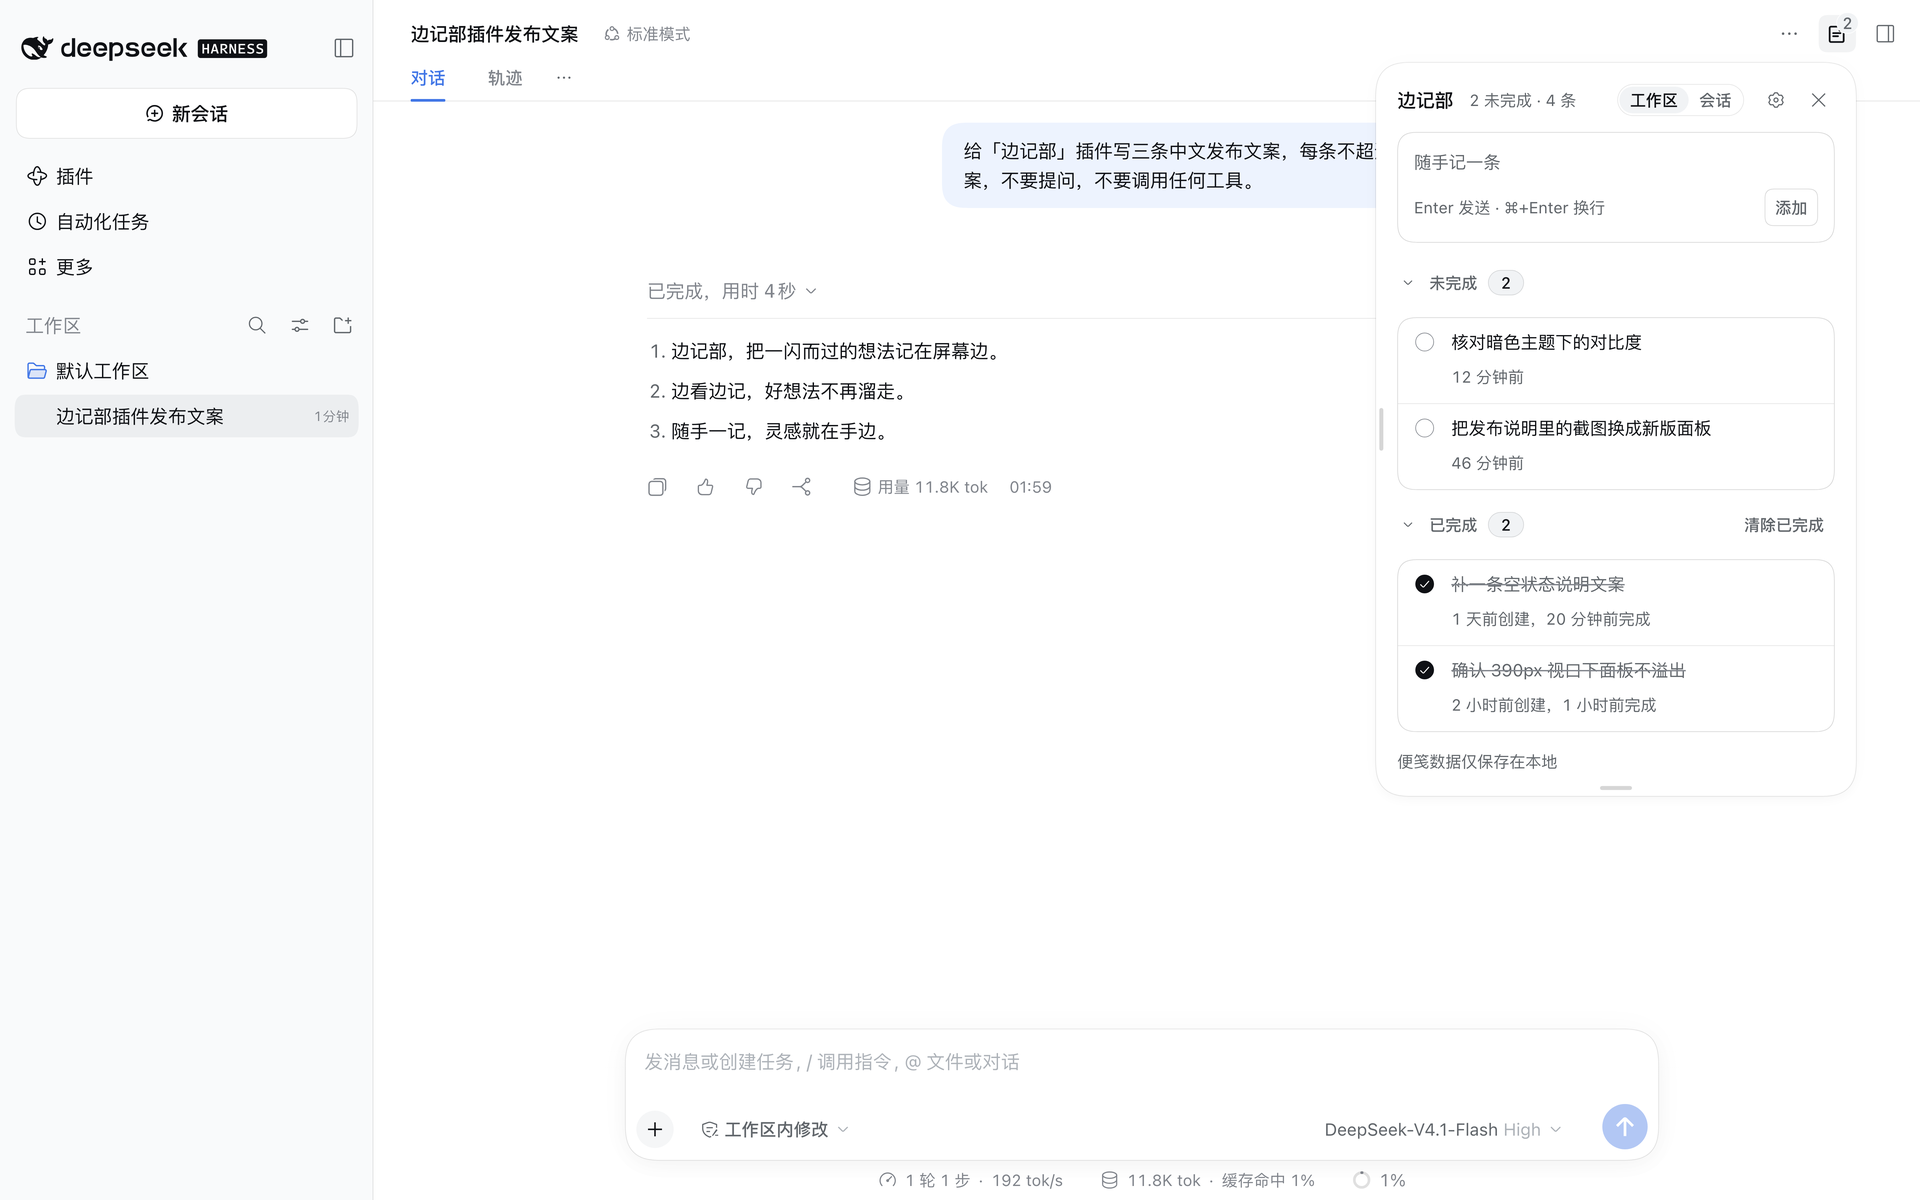 deepseek HARNESS
新会话
插件
自动化任务
更多
工作区
默认工作区
边记部插件发布文案 1分钟
边记部插件发布文案 标准模式
对话 轨迹 ···
给「边记部」插件写三条中文发布文案，每条不超
案，不要提问，不要调用任何工具。
已完成，用时 4秒
1. 边记部，把一闪而过的想法记在屏幕边。
2. 边看边记，好想法不再溜走。
3. 随手一记，灵感就在手边。
用量 11.8K tok 01:59
2
边记部 2 未完成 · 4 条 工作区 会话
随手记一条
Enter 发送 · ⌘+Enter 换行 添加
未完成 2
核对暗色主题下的对比度
12 分钟前
把发布说明里的截图换成新版面板
46 分钟前
已完成 2 清除已完成
补一条空状态说明文案
1 天前创建，20 分钟前完成
确认 390px 视口下面板不溢出
2 小时前创建，1 小时前完成
便笺数据仅保存在本地
发消息或创建任务, / 调用指令, @ 文件或对话
工作区内修改 DeepSeek-V4.1-Flash High
1 轮 1 步 · 192 tok/s 11.8K tok · 缓存命中 1% 1%